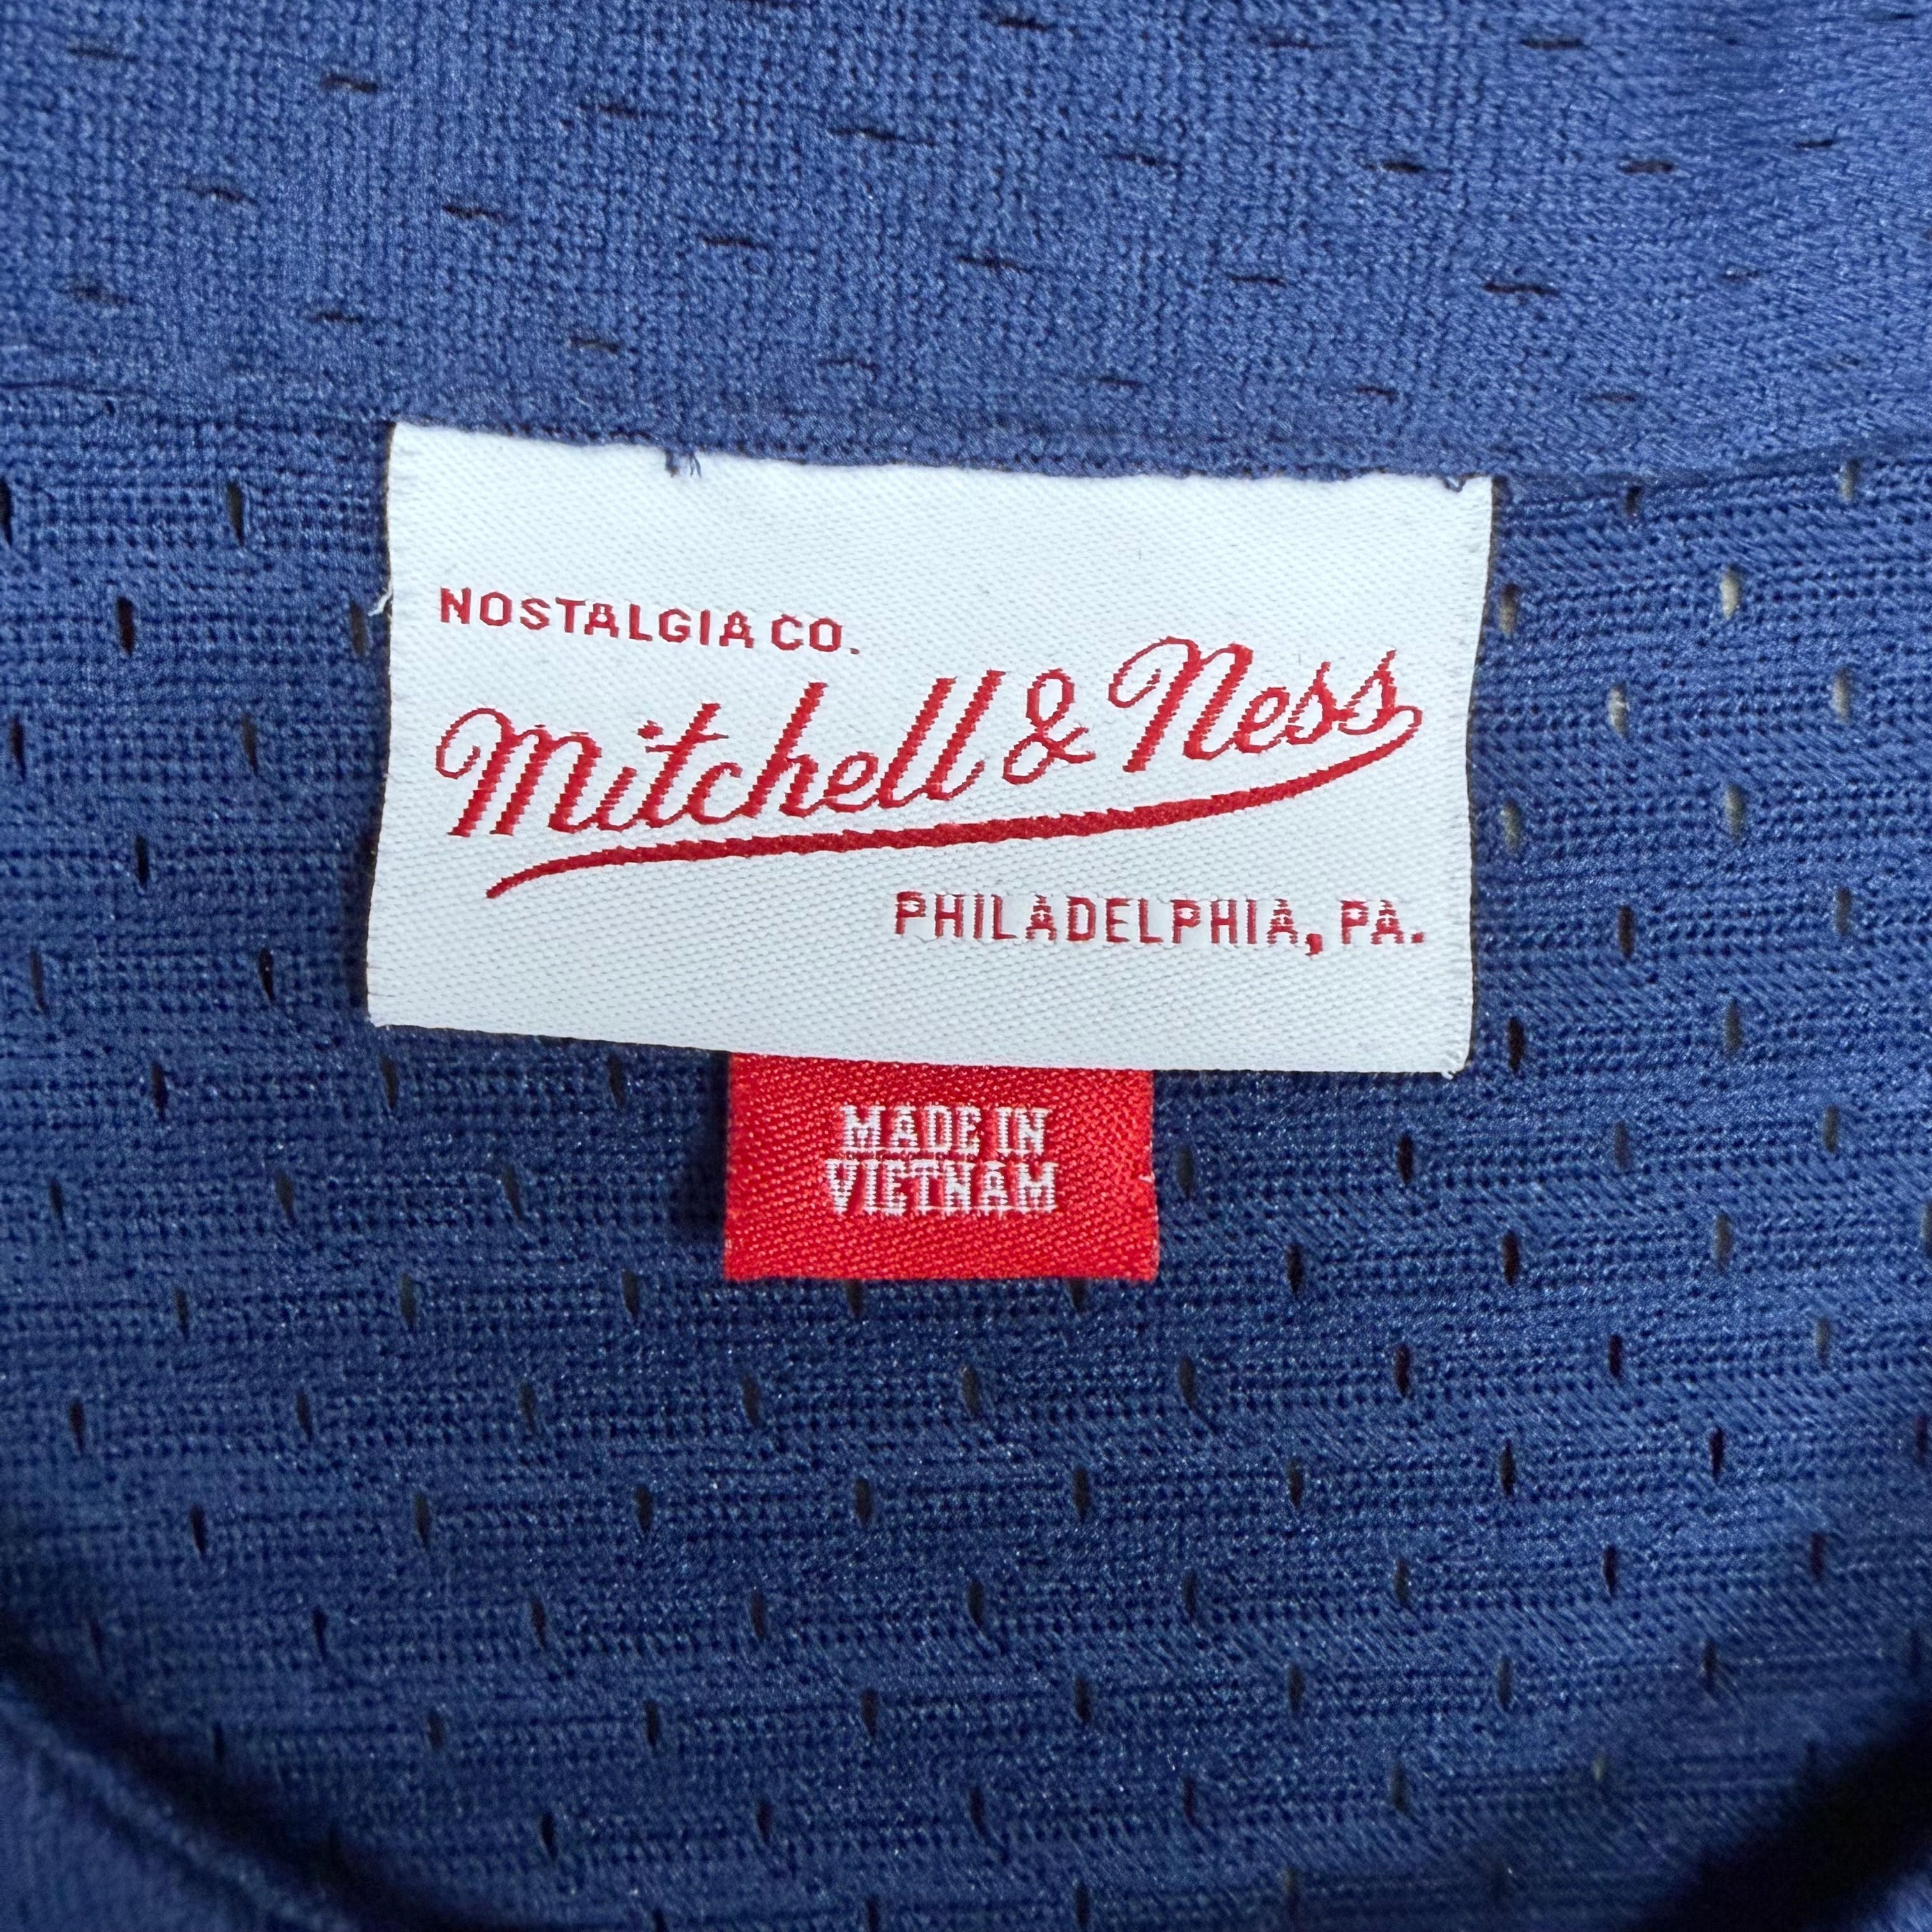 NOSTALGIA CO.
Mitchell & Ness
PHILADELPHIA, PA.
MADE IN
VIETNAM